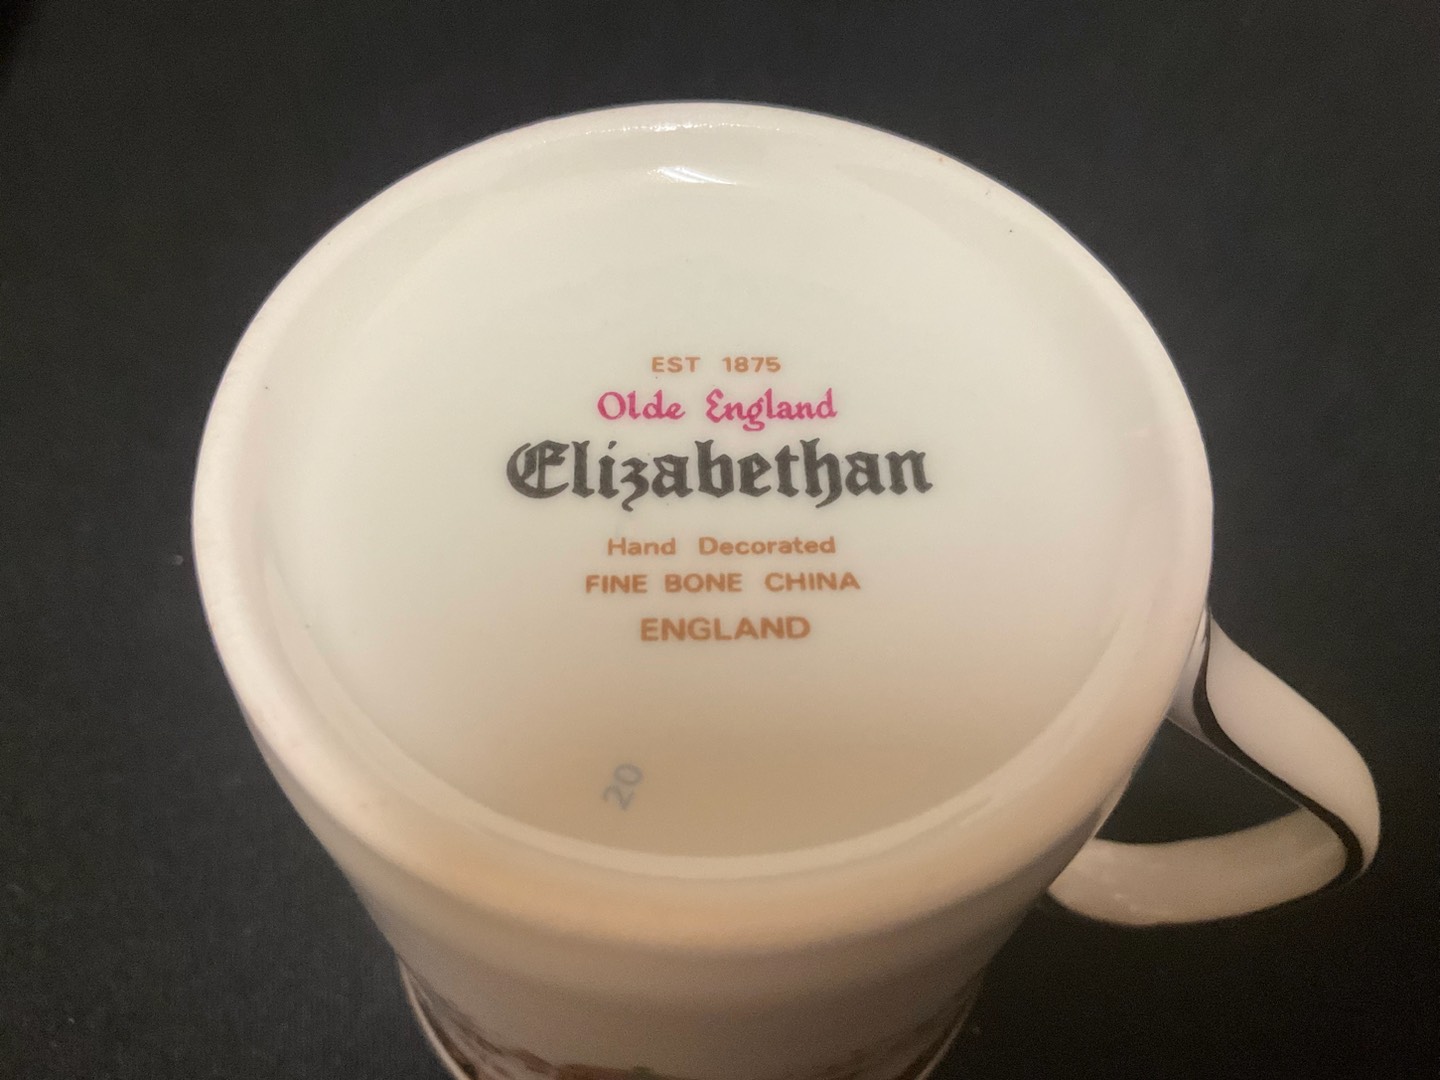 EST 1875
Olde England
Elizabethan
Hand Decorated
FINE BONE CHINA
ENGLAND
20